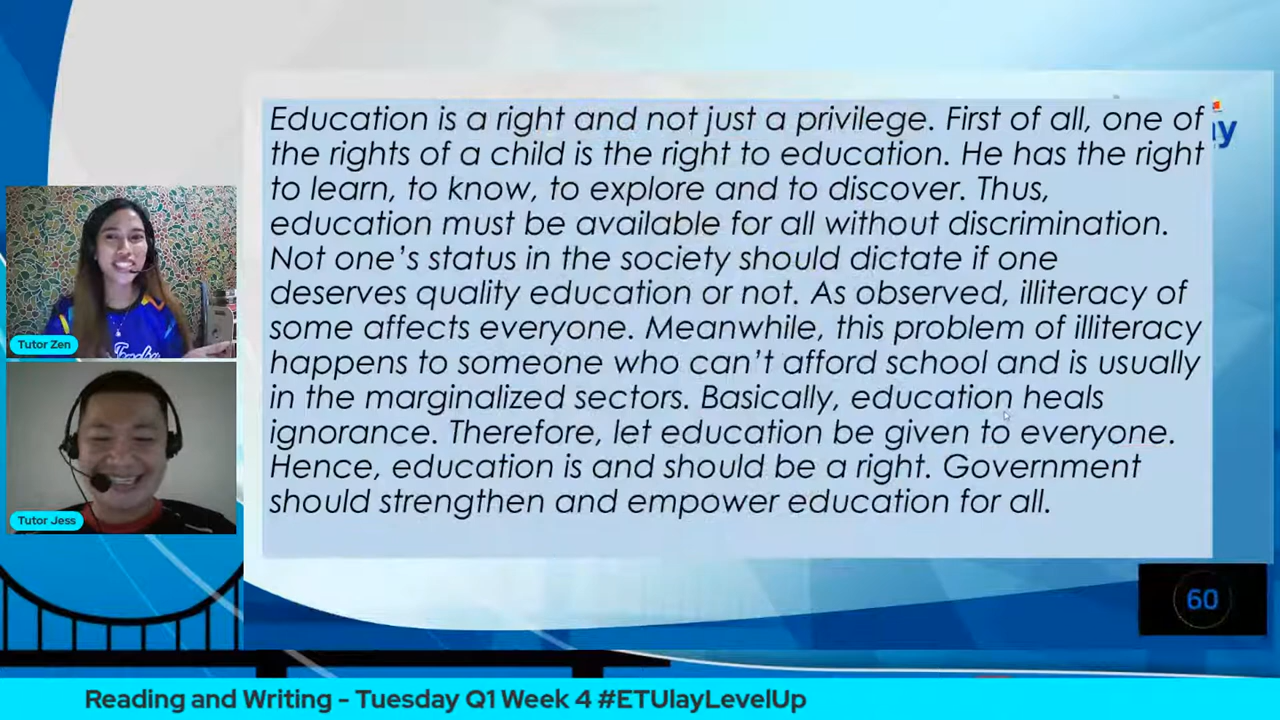 Education is a right and not just a privilege. First of all, one of
the rights of a child is the right to education. He has the right
to learn, to know, to explore and to discover. Thus,
education must be available for all without discrimination.
Not one's status in the society should dictate if one
deserves quality education or not. As observed, illiteracy of
some affects everyone. Meanwhile, this problem of illiteracy
happens to someone who can't afford school and is usually
in the marginalized sectors. Basically, education heals
ignorance. Therefore, let education be given to everyone.
Hence, education is and should be a right. Government
should strengthen and empower education for all.
Tutor Zen
Tutor Jess
60
Reading and Writing - Tuesday Q1 Week 4 #ETUlayLevelUp